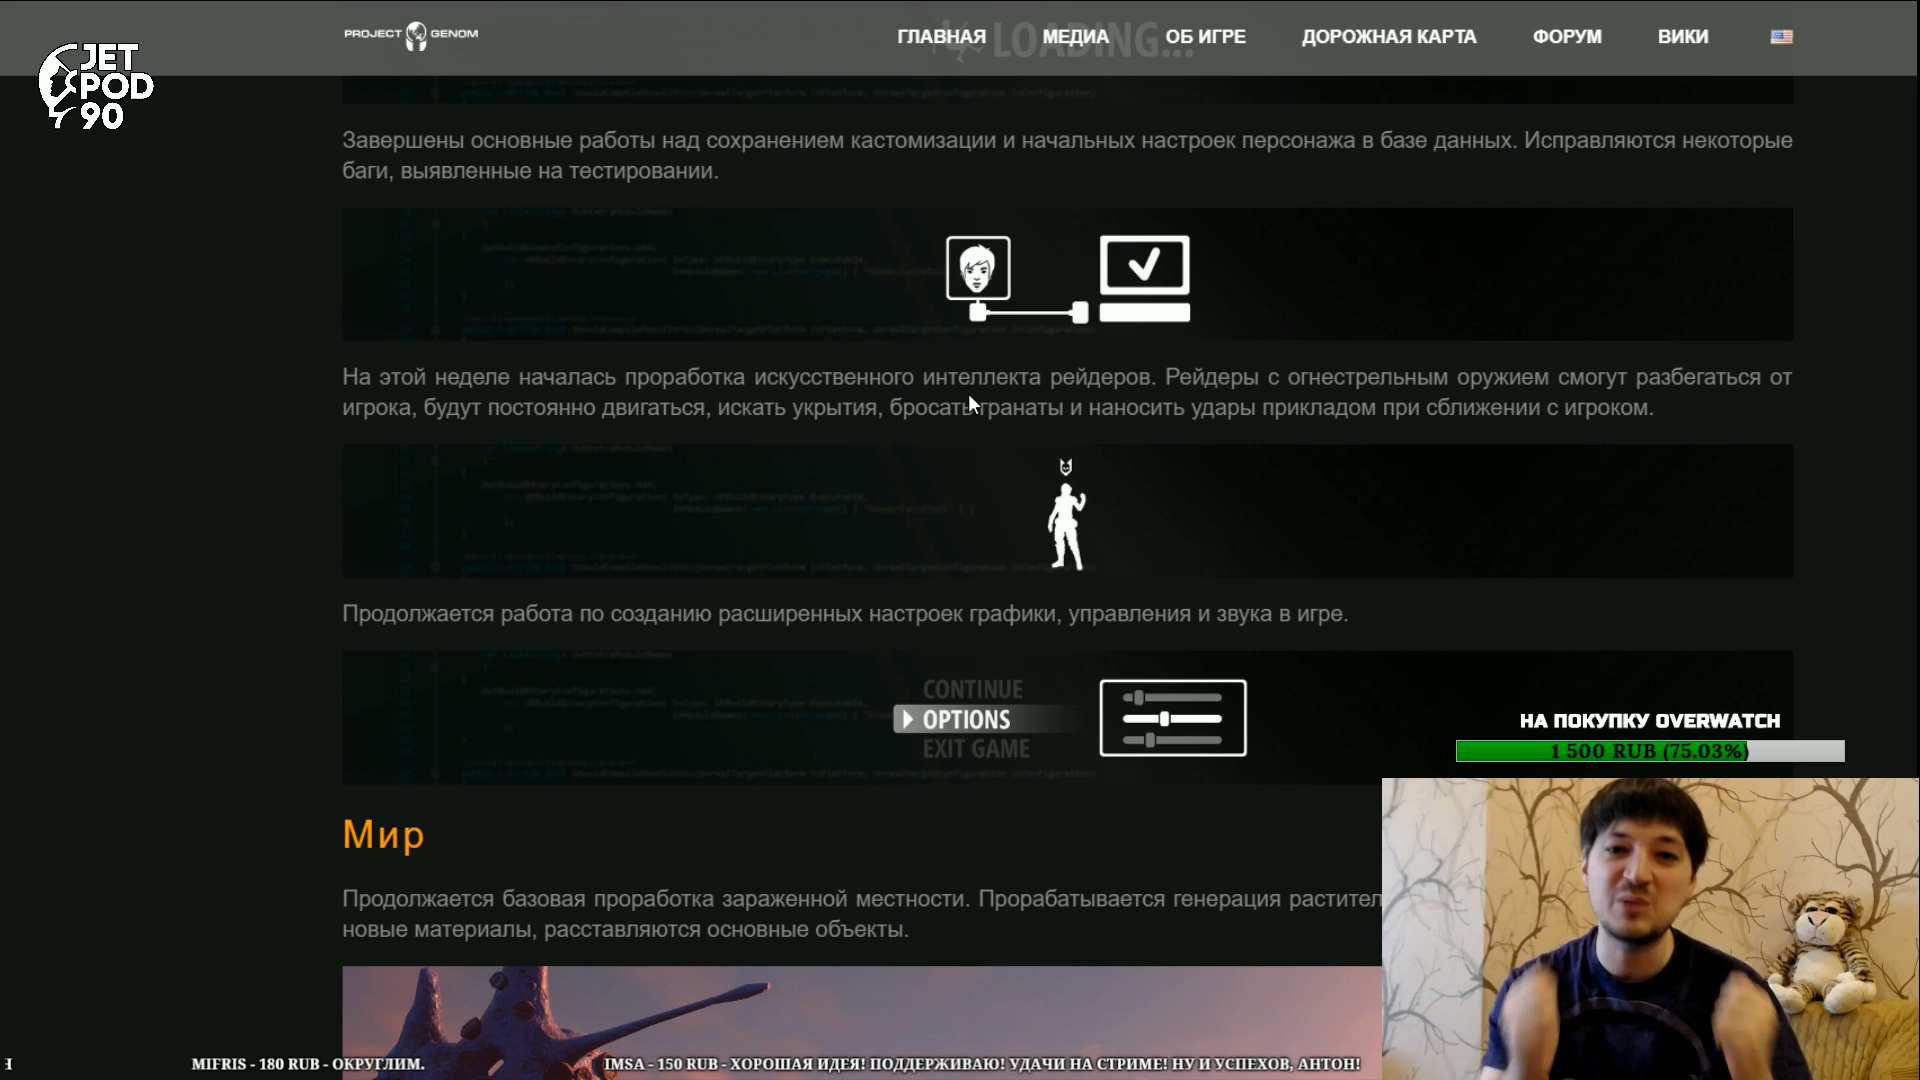 PROJECT GENOM
ГЛАВНАЯ МЕДИА ОБ ИГРЕ ДОРОЖНАЯ КАРТА ФОРУМ ВИКИ
LOADING...
JET
POD
90
Завершены основные работы над сохранением кастомизации и начальных настроек персонажа в базе данных. Исправляются некоторые
баги, выявленные на тестировании.
На этой неделе началась проработка искусственного интеллекта рейдеров. Рейдеры с огнестрельным оружием смогут разбегаться от
игрока, будут постоянно двигаться, искать укрытия, бросать гранаты и наносить удары прикладом при сближении с игроком.
Продолжается работа по созданию расширенных настроек графики, управления и звука в игре.
CONTINUE
OPTIONS
EXIT GAME
НА ПОКУПКУ OVERWATCH
1 500 RUB (75.03%)
Мир
Продолжается базовая проработка зараженной местности. Прорабатывается генерация растител
новые материалы, расставляются основные объекты.
MIFRIS - 180 RUB - ОКРУГЛИМ. IMSA - 150 RUB - ХОРОШАЯ ИДЕЯ! ПОДДЕРЖИВАЮ! УДАЧИ НА СТРИМЕ! НУ И УСПЕХОВ, АНТОН!